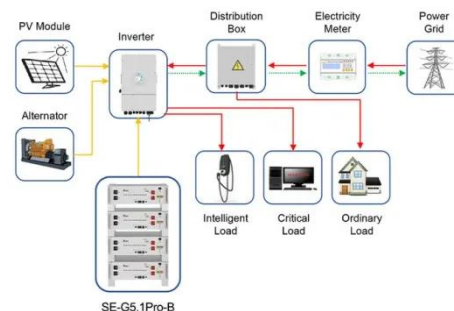 PV Module
Inverter
Distribution
Box
Electricity
Meter
Power
Grid
Alternator
Intelligent
Load
Critical
Load
Ordinary
Load
SE-G5.1Pro-B